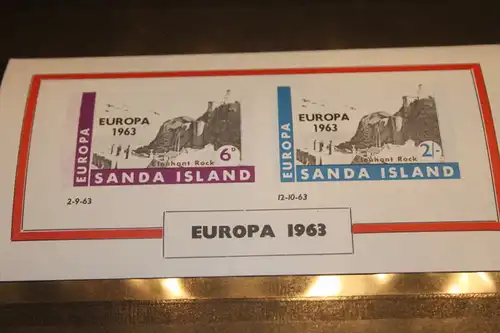 EUROPA
EUROPA
1963
Elephant Rock
6D
SANDA ISLAND
2-9-63
EUROPA
EUROPA
1963
Elephant Rock
2/-
SANDA ISLAND
12-10-63
EUROPA 1963